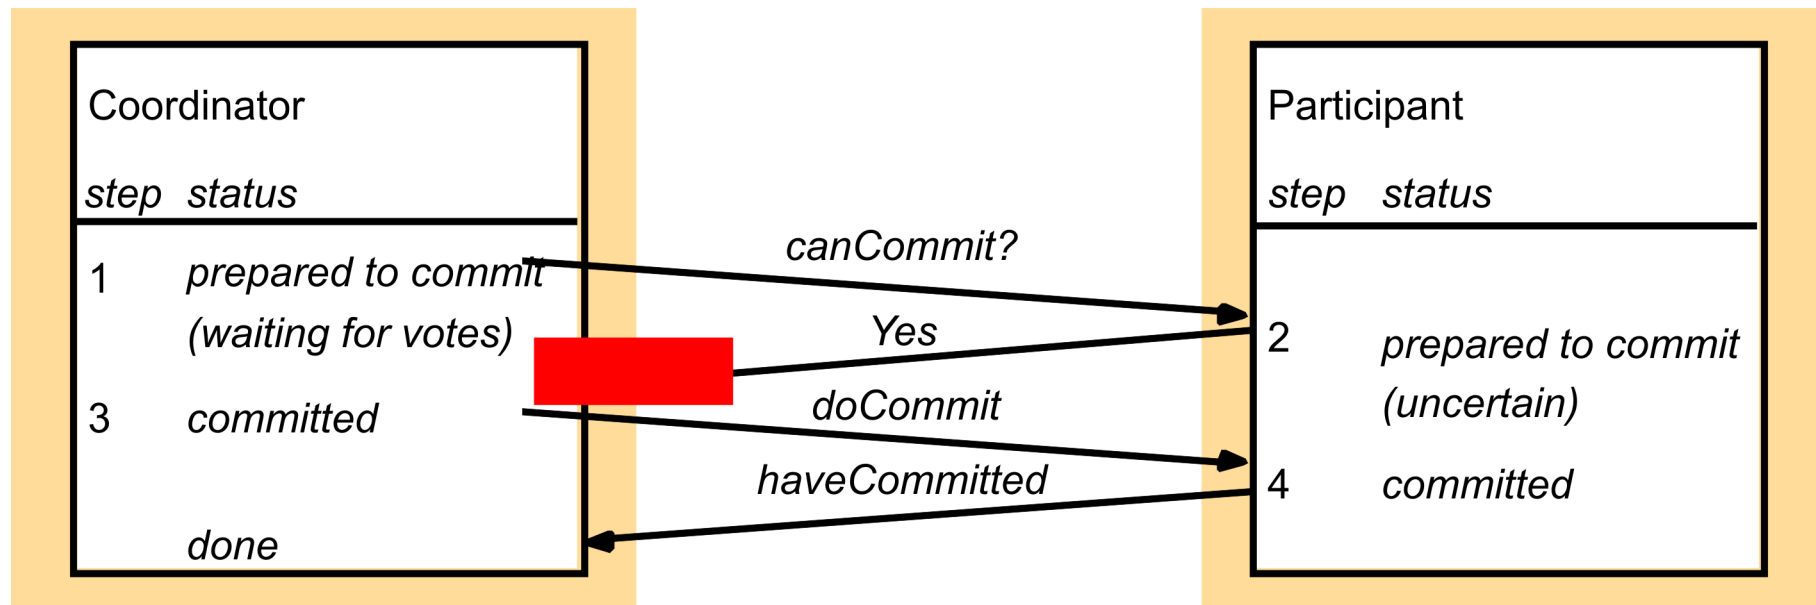 Coordinator
step status
1 prepared to commit
(waiting for votes)
3 committed
done
canCommit?
Yes
doCommit
haveCommitted
Participant
step status
2 prepared to commit
(uncertain)
4 committed